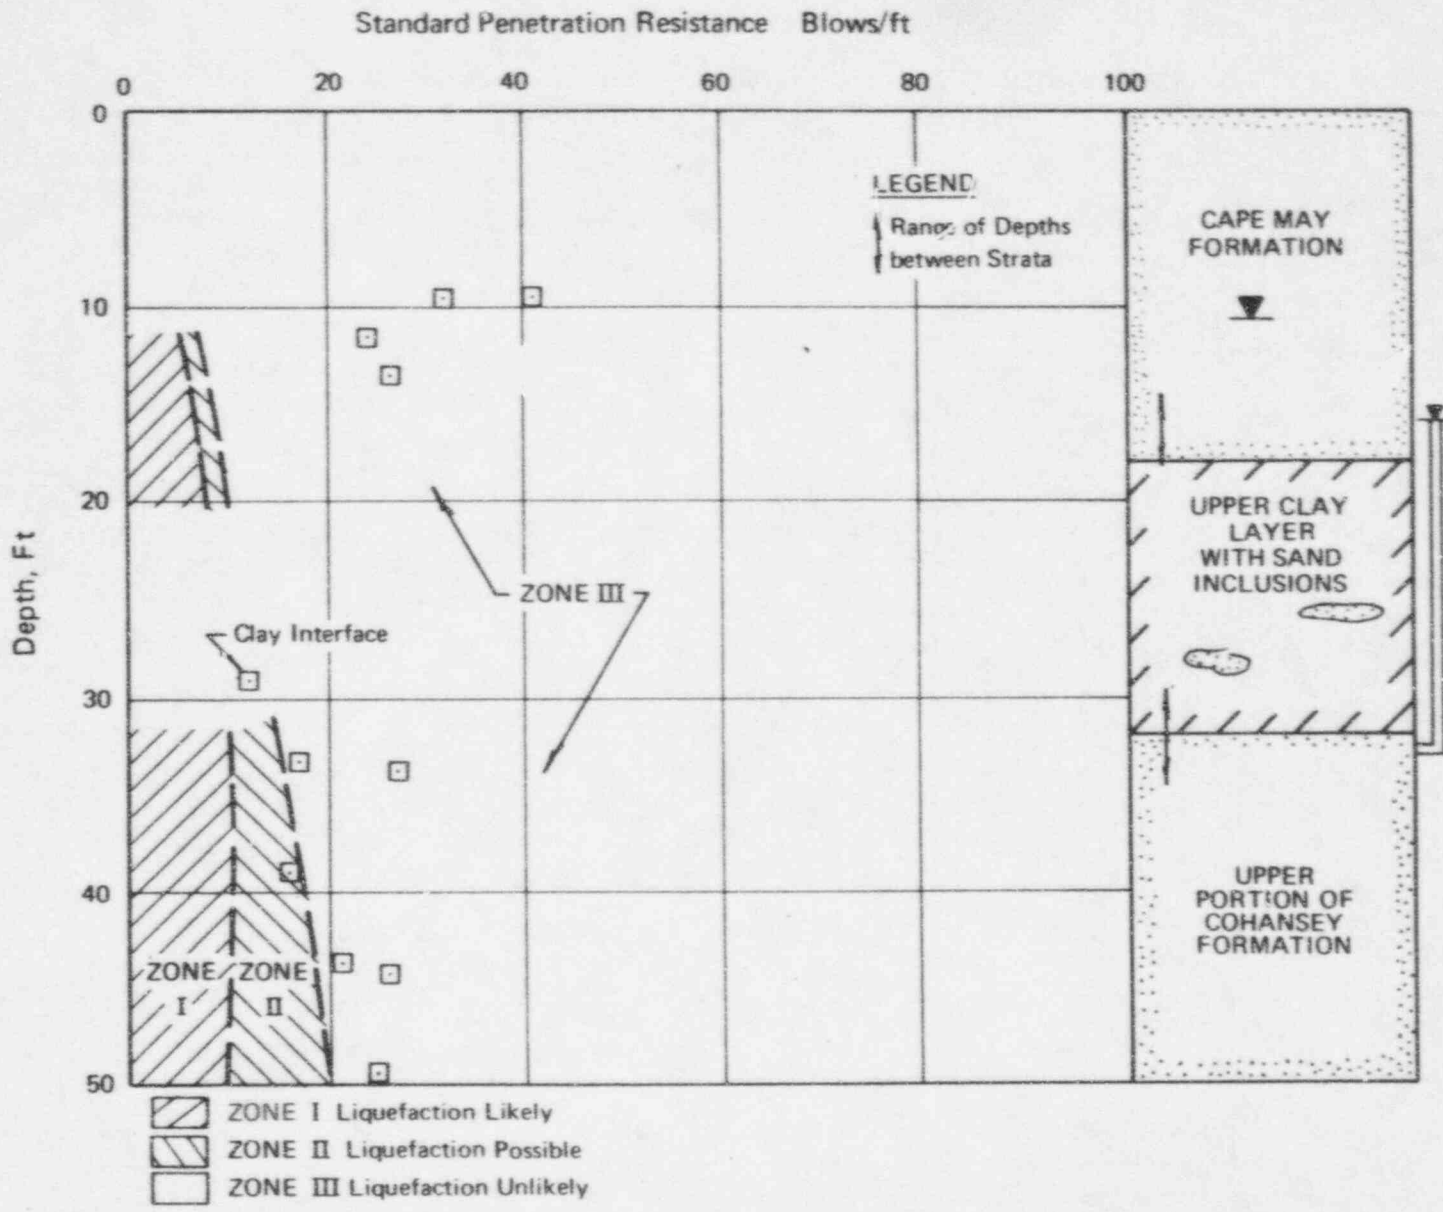 Standard Penetration Resistance Blows/ft
0 20 40 60 80 100
0
10
20
30
40
50
Depth, Ft
LEGEND
Range of Depths
between Strata
CAPE MAY
FORMATION
UPPER CLAY
LAYER
WITH SAND
INCLUSIONS
ZONE III
Clay Interface
UPPER
PORTION OF
COHANSEY
FORMATION
ZONE ZONE
I II
ZONE I Liquefaction Likely
ZONE II Liquefaction Possible
ZONE III Liquefaction Unlikely